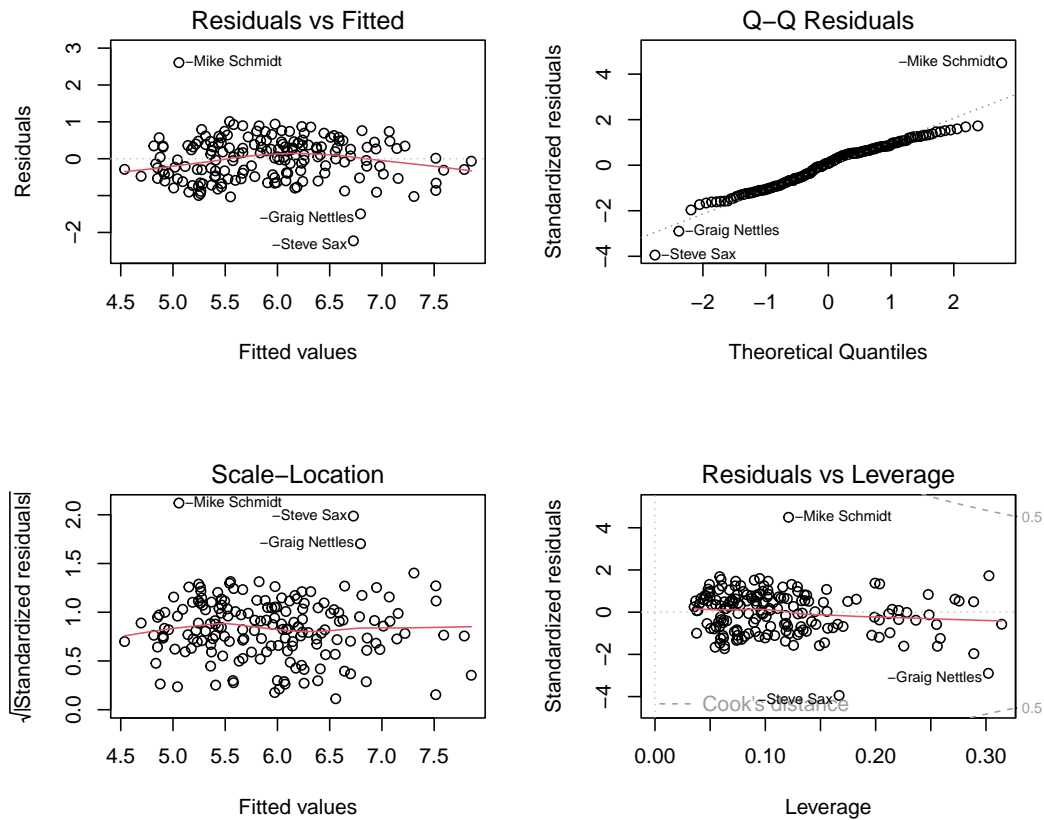 Residuals vs Fitted
Residuals
3
2
1
0
−2
−Mike Schmidt
−Graig Nettles
−Steve Sax
4.5 5.0 5.5 6.0 6.5 7.0 7.5
Fitted values
Q−Q Residuals
Standardized residuals
4
2
0
−2
−4
−Mike Schmidt
−Graig Nettles
−Steve Sax
−2 −1 0 1 2
Theoretical Quantiles
Scale−Location
√|Standardized residuals|
2.0
1.5
1.0
0.5
0.0
−Mike Schmidt
−Steve Sax
−Graig Nettles
4.5 5.0 5.5 6.0 6.5 7.0 7.5
Fitted values
Residuals vs Leverage
Standardized residuals
4
2
0
−2
−4
0.5
−Mike Schmidt
−Graig Nettles
−Steve Sax
Cook's distance
0.5
0.00 0.10 0.20 0.30
Leverage